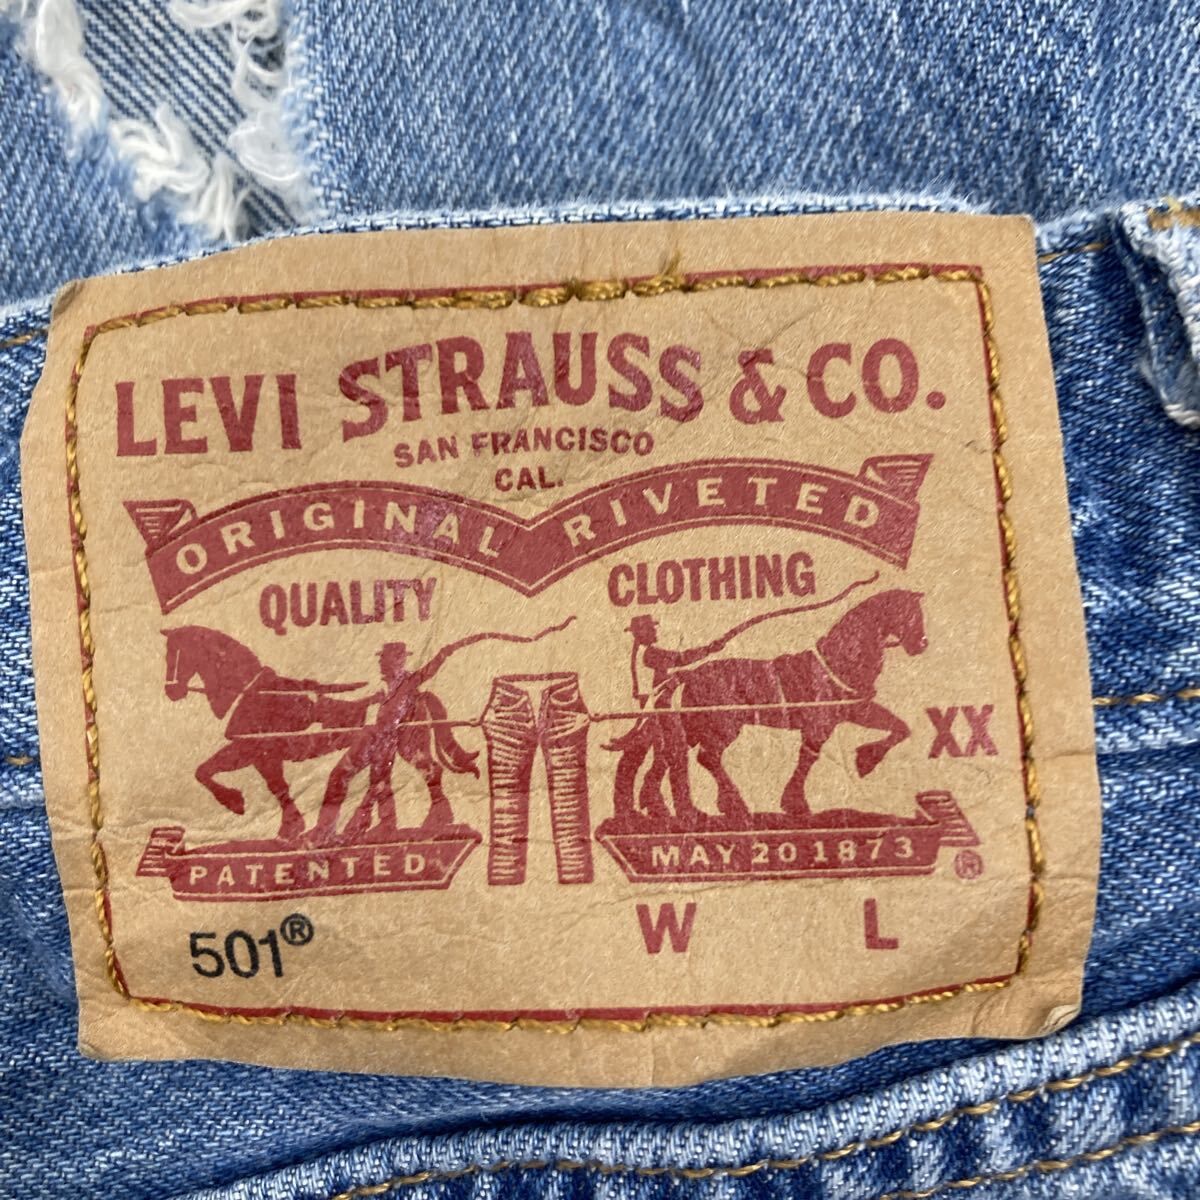 LEVI STRAUSS & CO.
SAN FRANCISCO
CAL.
ORIGINAL RIVETED
QUALITY CLOTHING
XX
PATENTED MAY 20 1873 ®
501® W L